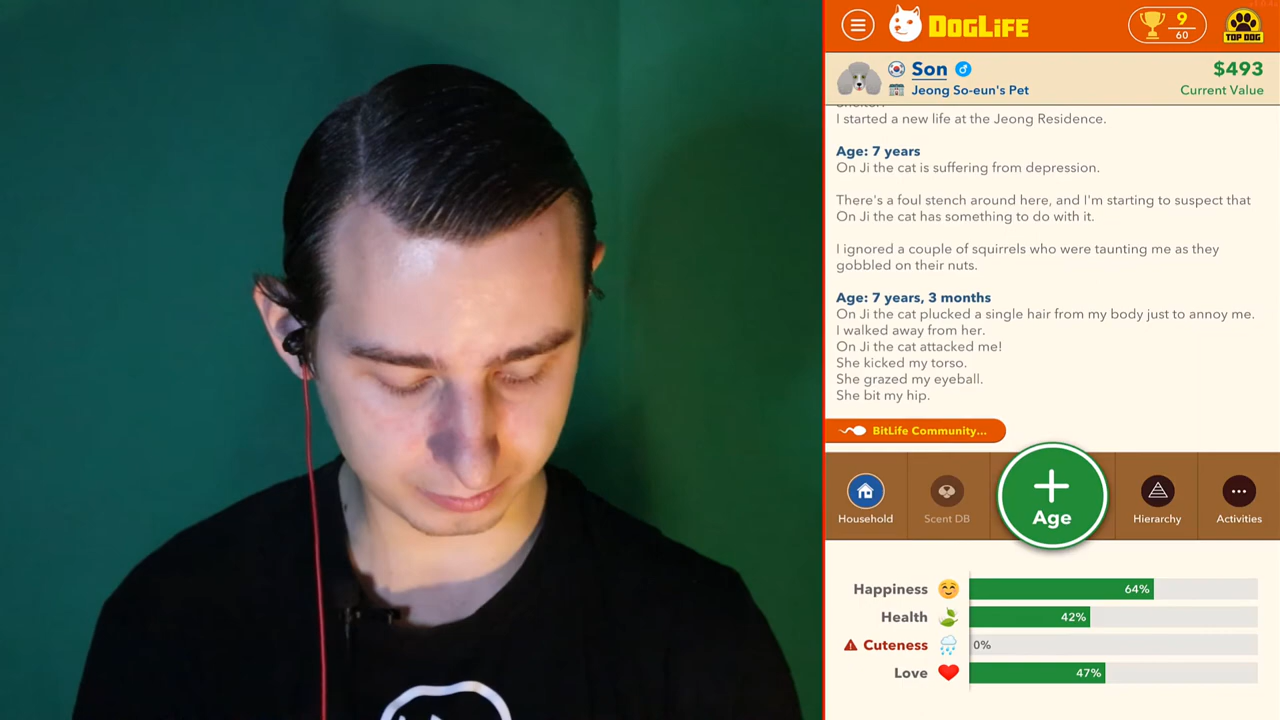 DOGLIFE
9
60
TOP DOG
Son
$493
Jeong So-eun's Pet
Current Value
I started a new life at the Jeong Residence.
Age: 7 years
On Ji the cat is suffering from depression.
There's a foul stench around here, and I'm starting to suspect that
On Ji the cat has something to do with it.
I ignored a couple of squirrels who were taunting me as they
gobbled on their nuts.
Age: 7 years, 3 months
On Ji the cat plucked a single hair from my body just to annoy me.
I walked away from her.
On Ji the cat attacked me!
She kicked my torso.
She grazed my eyeball.
She bit my hip.
BitLife Community...
Household
Scent DB
Age
Hierarchy
Activities
Happiness
64%
Health
42%
Cuteness
0%
Love
47%